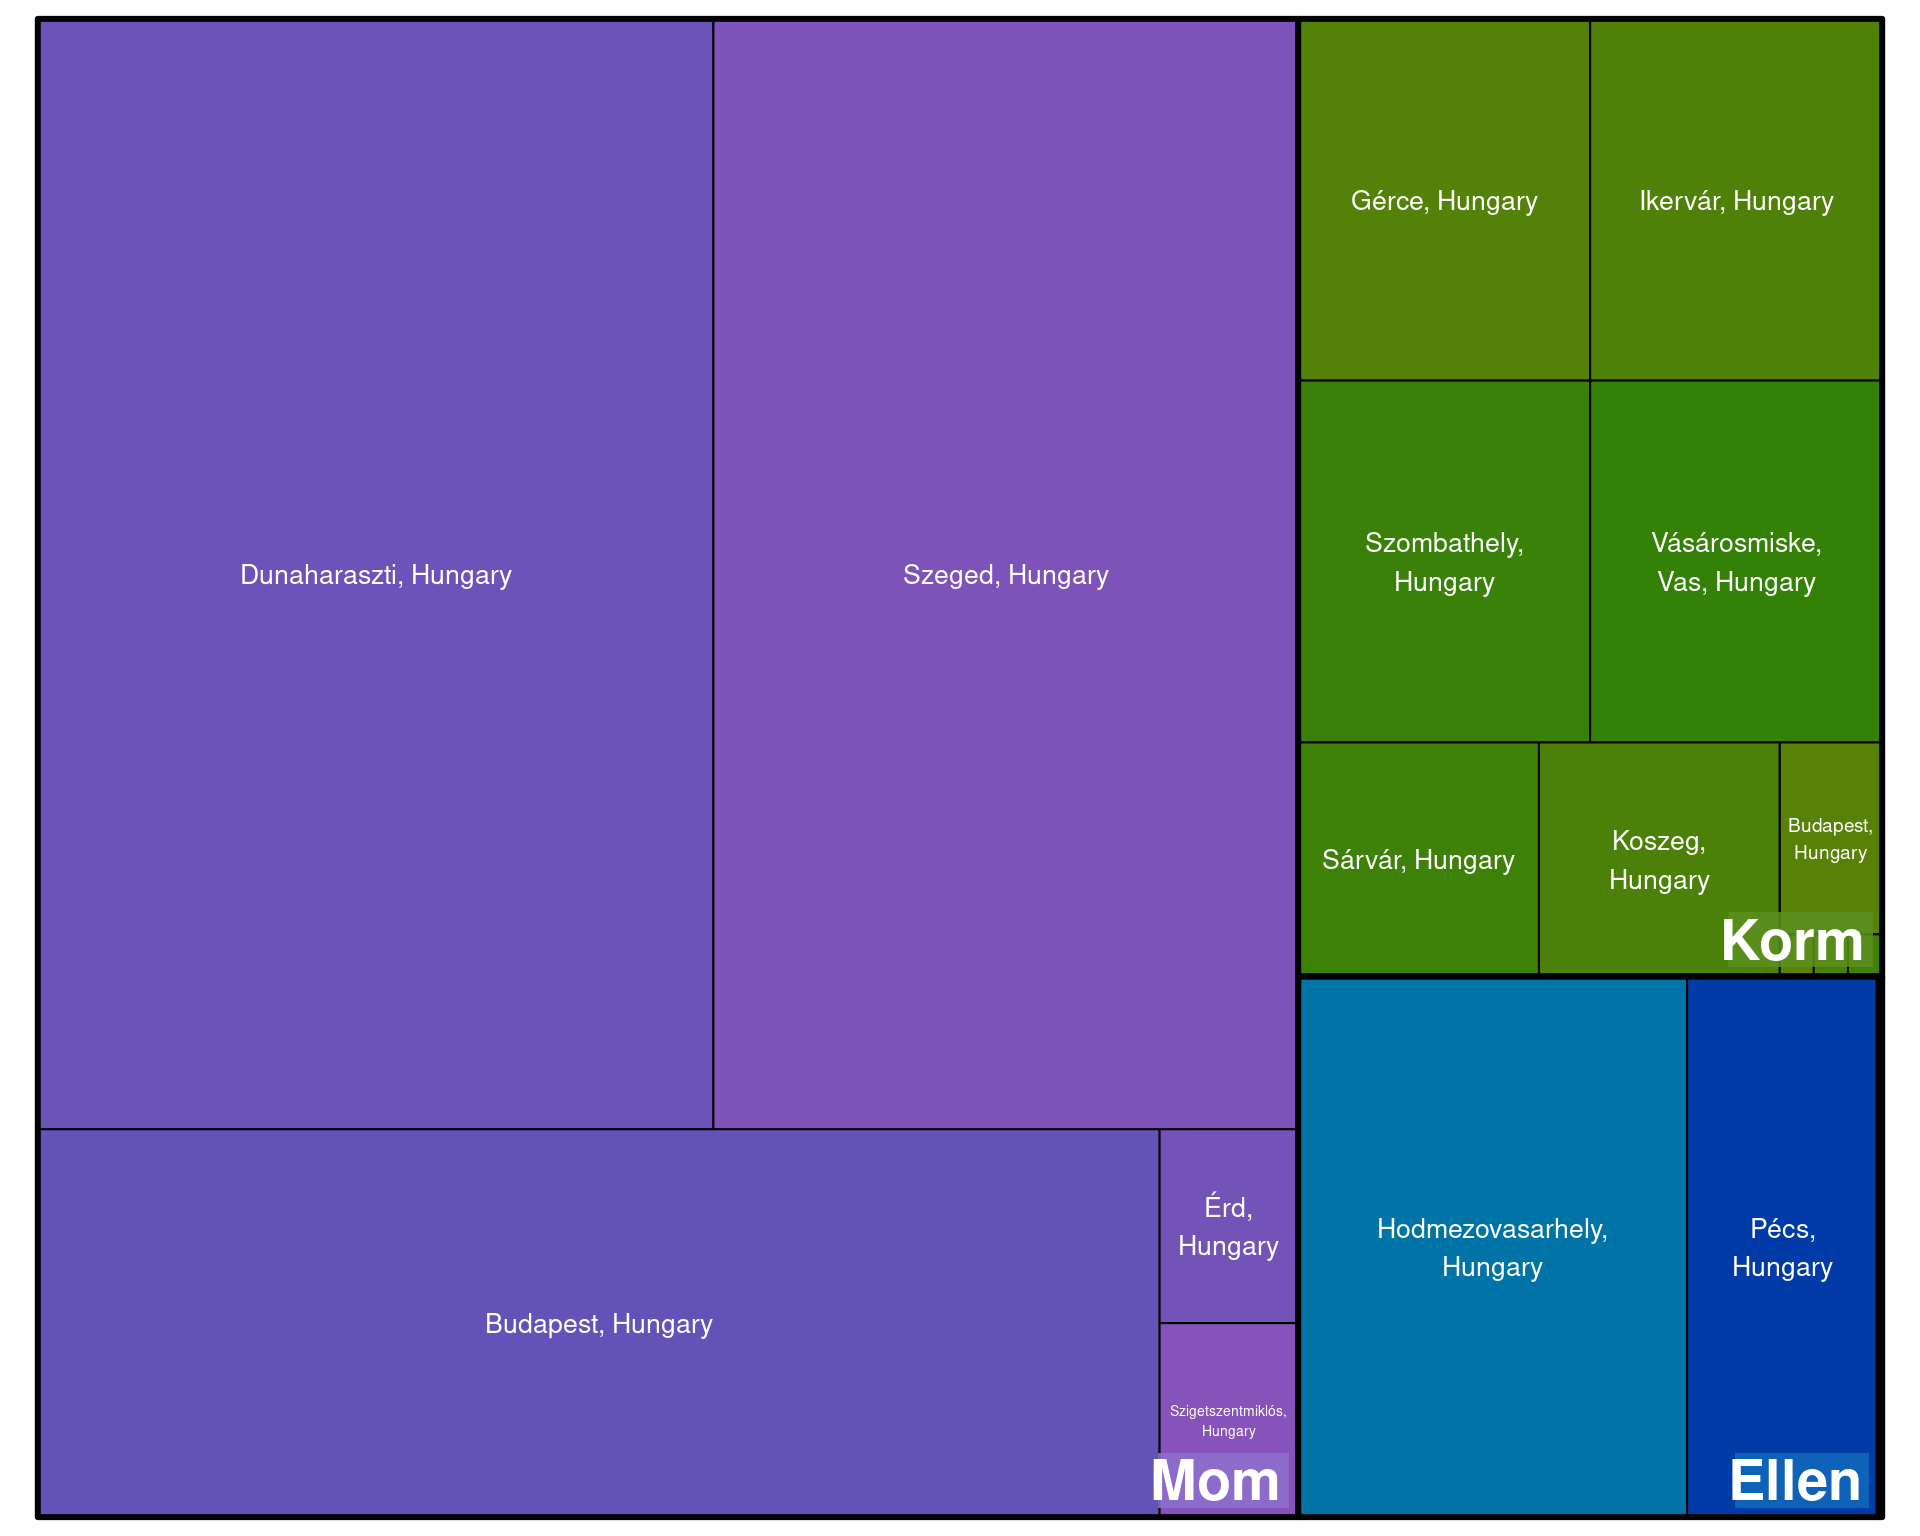 Dunaharaszti, Hungary
Szeged, Hungary
Budapest, Hungary
Érd,
Hungary
Szigetszentmiklós,
Hungary
Mom
Gérce, Hungary
Ikervár, Hungary
Szombathely,
Hungary
Vásárosmiske,
Vas, Hungary
Sárvár, Hungary
Koszeg,
Hungary
Budapest,
Hungary
Korm
Hodmezovasarhely,
Hungary
Pécs,
Hungary
Ellen